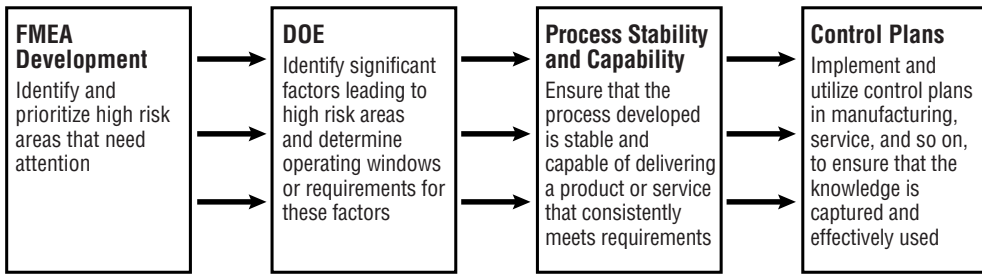 FMEA
Development
Identify and
prioritize high risk
areas that need
attention
DOE
Identify significant
factors leading to
high risk areas
and determine
operating windows
or requirements for
these factors
Process Stability
and Capability
Ensure that the
process developed
is stable and
capable of delivering
a product or service
that consistently
meets requirements
Control Plans
Implement and
utilize control plans
in manufacturing,
service, and so on,
to ensure that the
knowledge is
captured and
effectively used